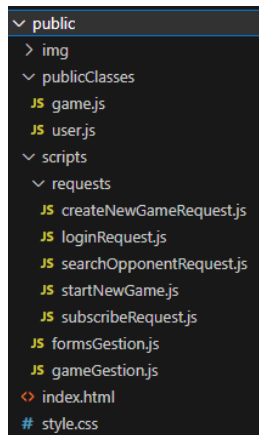 public
img
publicClasses
JS game.js
JS user.js
scripts
requests
JS createNewGameRequest.js
JS loginRequest.js
JS searchOpponentRequest.js
JS startNewGame.js
JS subscribeRequest.js
JS formsGestion.js
JS gameGestion.js
<> index.html
# style.css